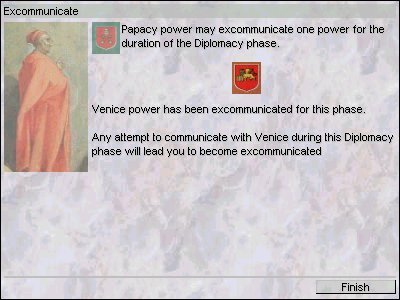 Excommunicate
Papacy power may excommunicate one power for the
duration of the Diplomacy phase.
Venice power has been excommunicated for this phase.
Any attempt to communicate with Venice during this Diplomacy
phase will lead you to become excommunicated
Finish